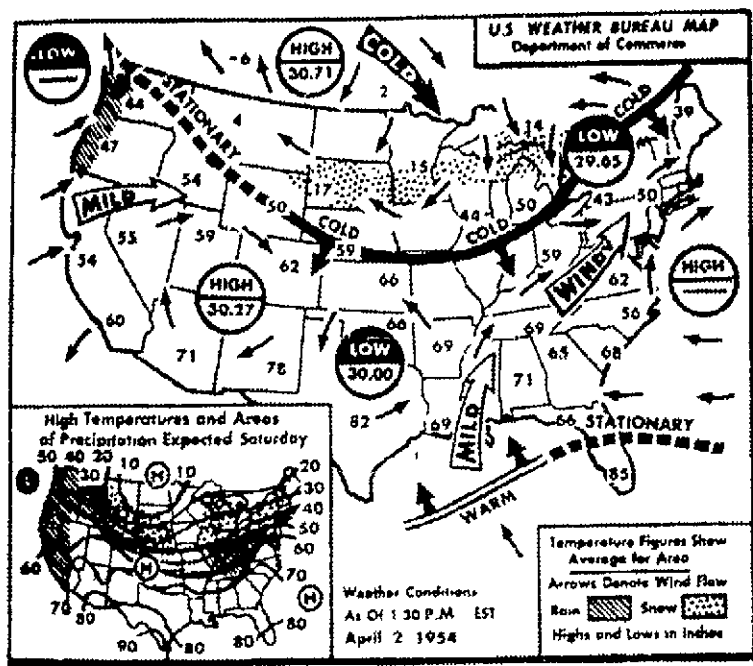 U.S. WEATHER BUREAU MAP
Department of Commerce
LOW
HIGH
30.71
COLD
-6
2
4
STATIONARY
44
47
54
MILD
55
54
59
50
60
17
15
14
COLD
39
LOW
29.65
COLD
59
COLD
44
50
43
50
59
WINDY
62
56
HIGH
62
66
HIGH
30.27
71
78
66
LOW
30.00
69
69
65
68
71
82
69
MILD
66
STATIONARY
85
WARM
High Temperatures and Areas
of Precipitation Expected Saturday
50 40 20
30
10
H
10
20
30
40
50
60
70
H
H
60
70
80
90
80
80
Weather Conditions
As Of 1:30 P.M. EST
April 2 1954
Temperature Figures Show
Average for Area
Arrows Denote Wind Flow
Rain Snow
Highs and Lows in Inches